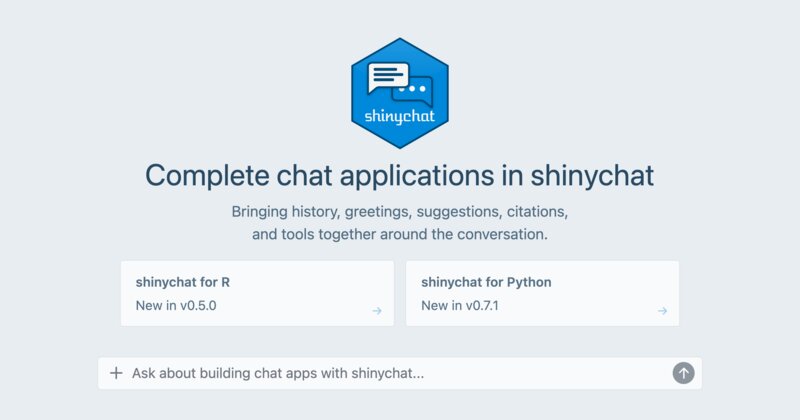 shinychat
Complete chat applications in shinychat
Bringing history, greetings, suggestions, citations,
and tools together around the conversation.
shinychat for R
New in v0.5.0
→
shinychat for Python
New in v0.7.1
→
+ Ask about building chat apps with shinychat...